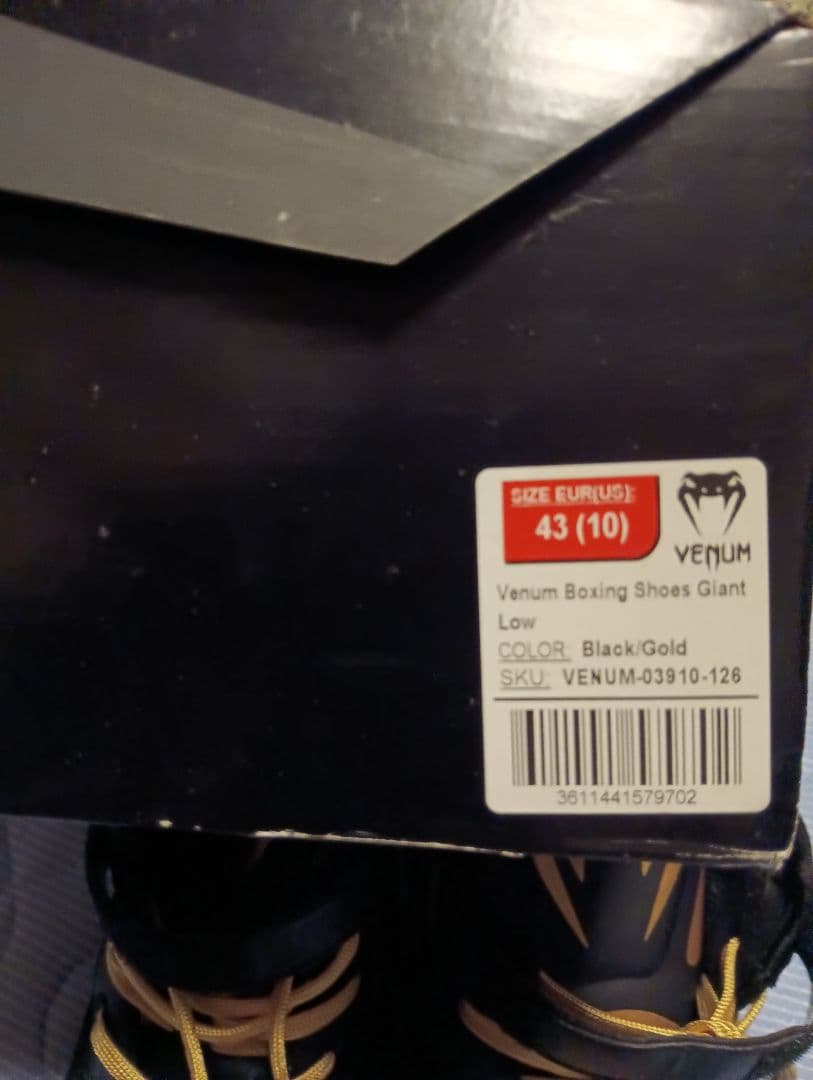 SIZE EUR(US):
43 (10)
VENUM
Venum Boxing Shoes Giant
Low
COLOR: Black/Gold
SKU: VENUM-03910-126
3611441579702